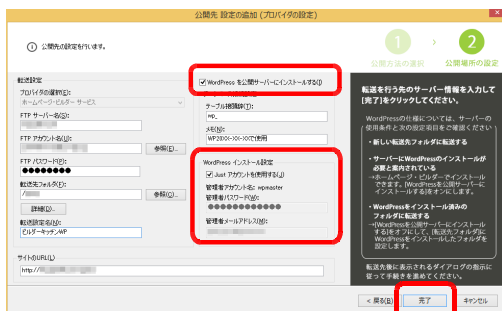 公開先 設定の追加 (プロバイダの設定)
公開先の設定を行います。
1
2
公開方法の選択
公開場所の設定
転送設定
プロバイダの選択(E):
ホームページ・ビルダー サービス
FTP サーバー名(S):
FTP アカウント名(U):
参照(E)...
FTP パスワード(P):
転送先フォルダ(F):
参照(O)...
詳細(D)...
転送設定名(N):
ビルダーキッチンWP
サイトのURL(L)
http://
WordPress を公開サーバーにインストールする(I)
テーブル接頭辞(T):
wp_
メモ(N):
WordPress インストール設定
Just アカウントを使用する(J)
管理者アカウント名: wpmaster
管理者パスワード(W):
管理者メールアドレス(M):
転送を行う先のサーバー情報を入力して
[完了]をクリックしてください。
WordPressの仕様については、サーバーの
使用条件と次の設定項目をご確認ください
・新しい転送先フォルダに転送する
・サーバーにWordPressのインストールが
必要と案内されている
→ホームページ・ビルダーでインストール
できます。[WordPressを公開サーバーに
インストールする]をオンにします。
・WordPressをインストール済みの
フォルダに転送する
→[WordPressを公開サーバーにインストール
する]をオフにして、[転送先フォルダ]に
WordPressをインストールしたフォルダを
設定します。
転送先後に表示されるダイアログの指示に
従って手続きを進めてください。
< 戻る(B)
完了
キャンセル